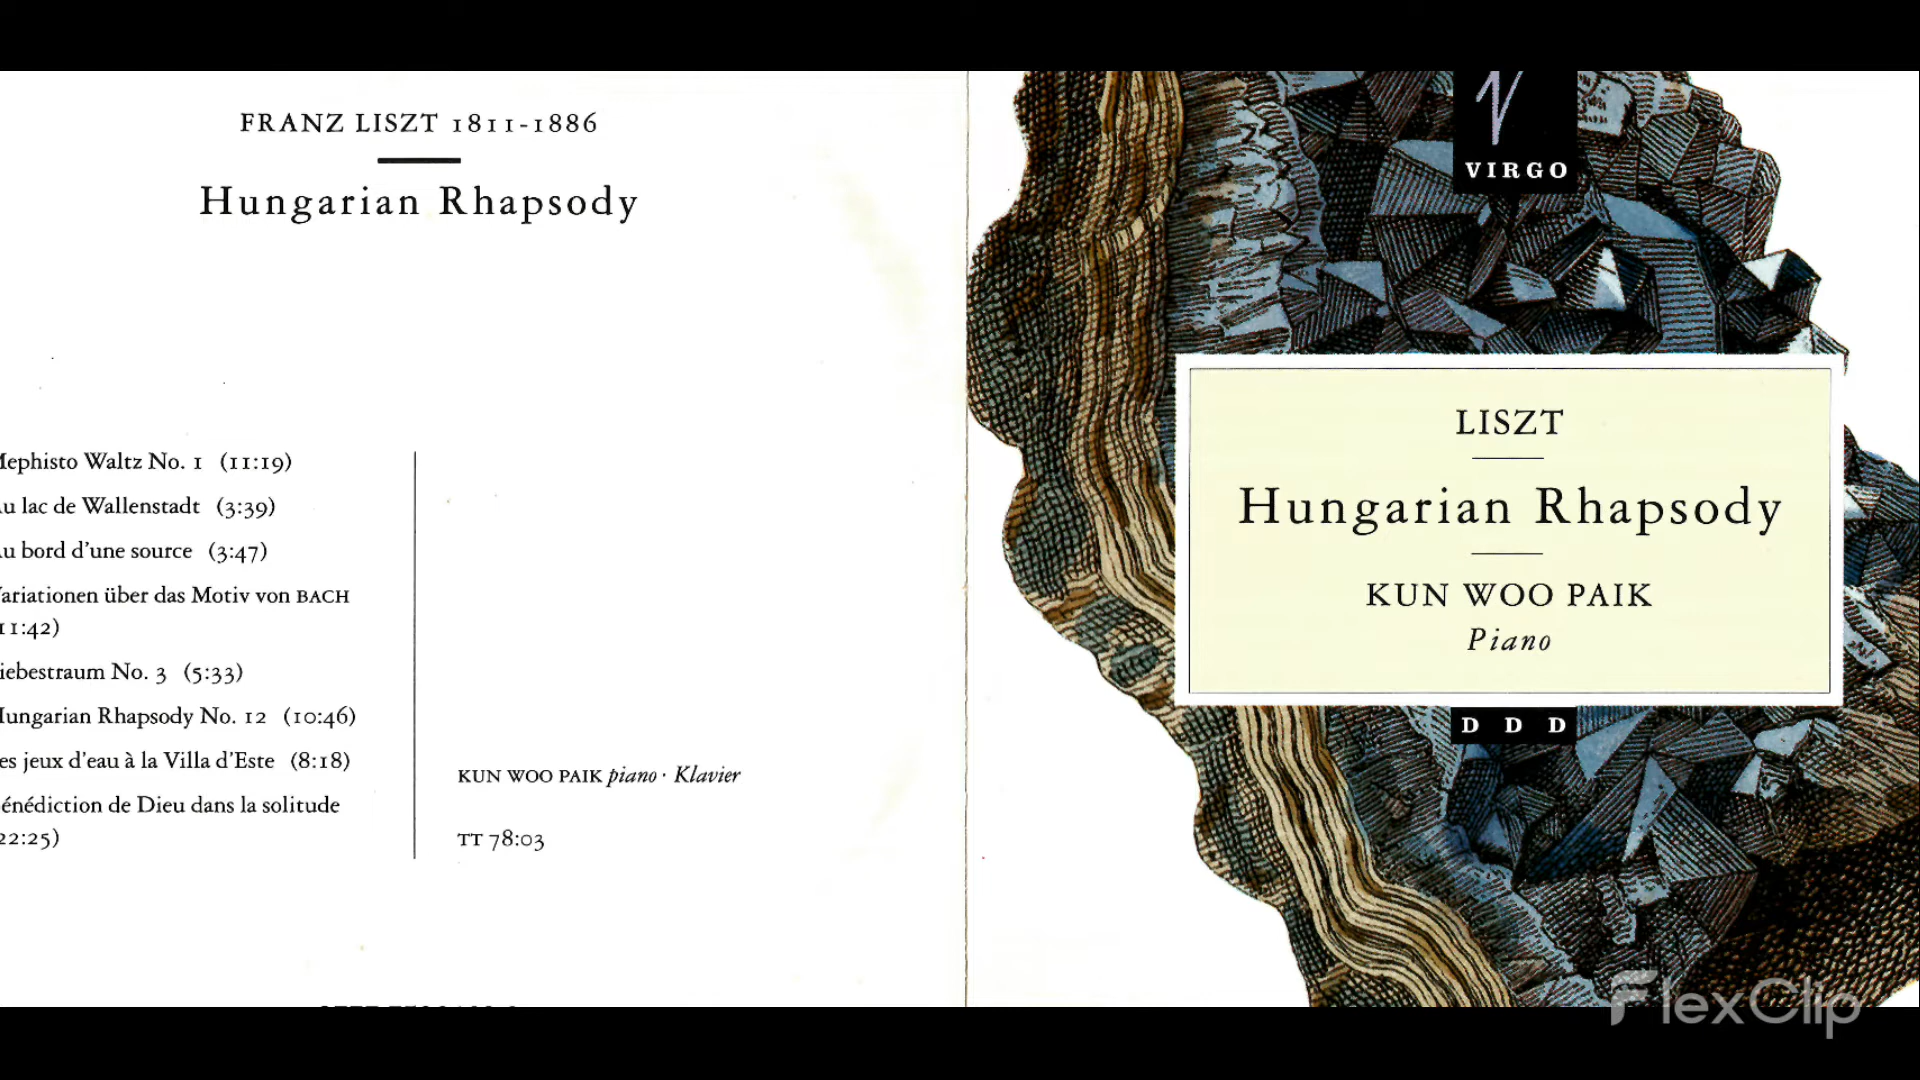 FRANZ LISZT 1811-1886
Hungarian Rhapsody
ephisto Waltz No. 1 (11:19)
u lac de Wallenstadt (3:39)
u bord d'une source (3:47)
ariationen über das Motiv von BACH
11:42)
iebestraum No. 3 (5:33)
ungarian Rhapsody No. 12 (10:46)
es jeux d'eau à la Villa d'Este (8:18)
énédiction de Dieu dans la solitude
22:25)
KUN WOO PAIK piano · Klavier
TT 78:03
VIRGO
LISZT
Hungarian Rhapsody
KUN WOO PAIK
Piano
D D D
FlexClip